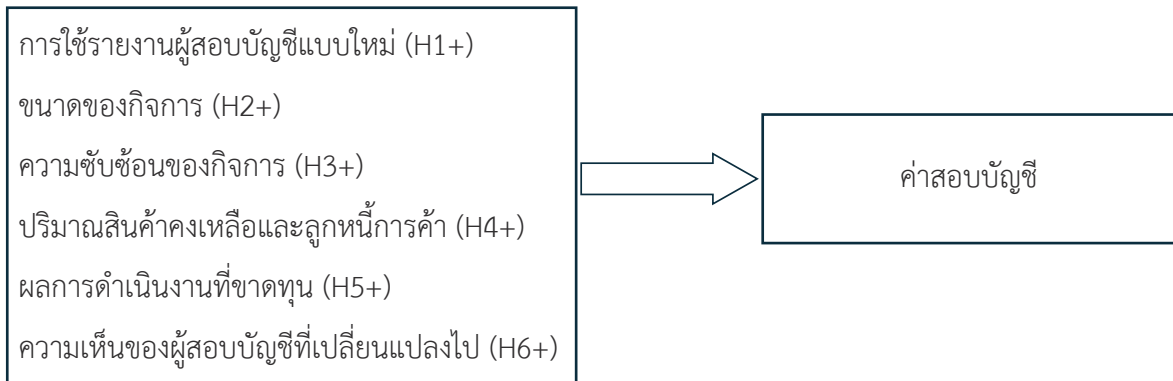 การใช้รายงานผู้สอบบัญชีแบบใหม่ (H1+)
ขนาดของกิจการ (H2+)
ความซับซ้อนของกิจการ (H3+)
ปริมาณสินค้าคงเหลือและลูกหนี้การค้า (H4+)
ผลการดำเนินงานที่ขาดทุน (H5+)
ความเห็นของผู้สอบบัญชีที่เปลี่ยนแปลงไป (H6+)
ค่าสอบบัญชี